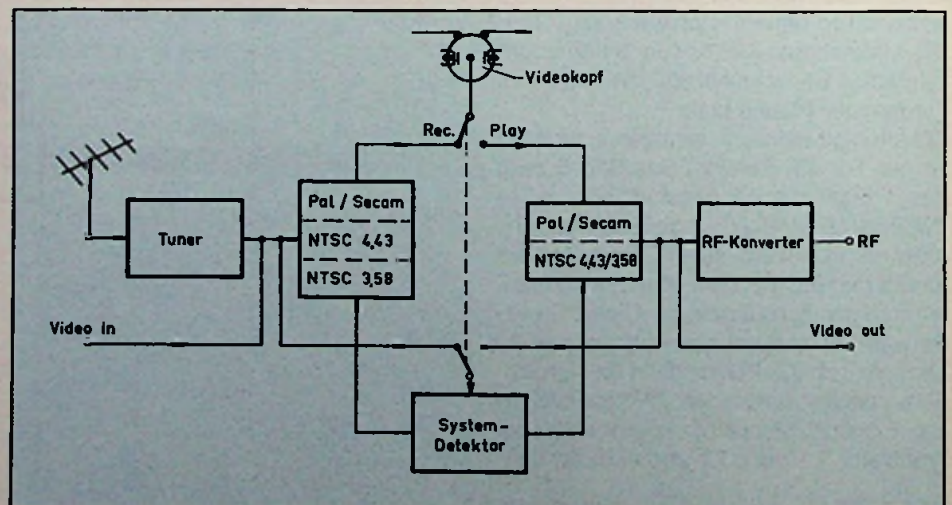 Videokopf
Rec.
Play
Tuner
Pal / Secam
NTSC 4,43
NTSC 3,58
Pal / Secam
NTSC 4,43/3,58
RF-Konverter
RF
Video in
Video out
System-
Detektor